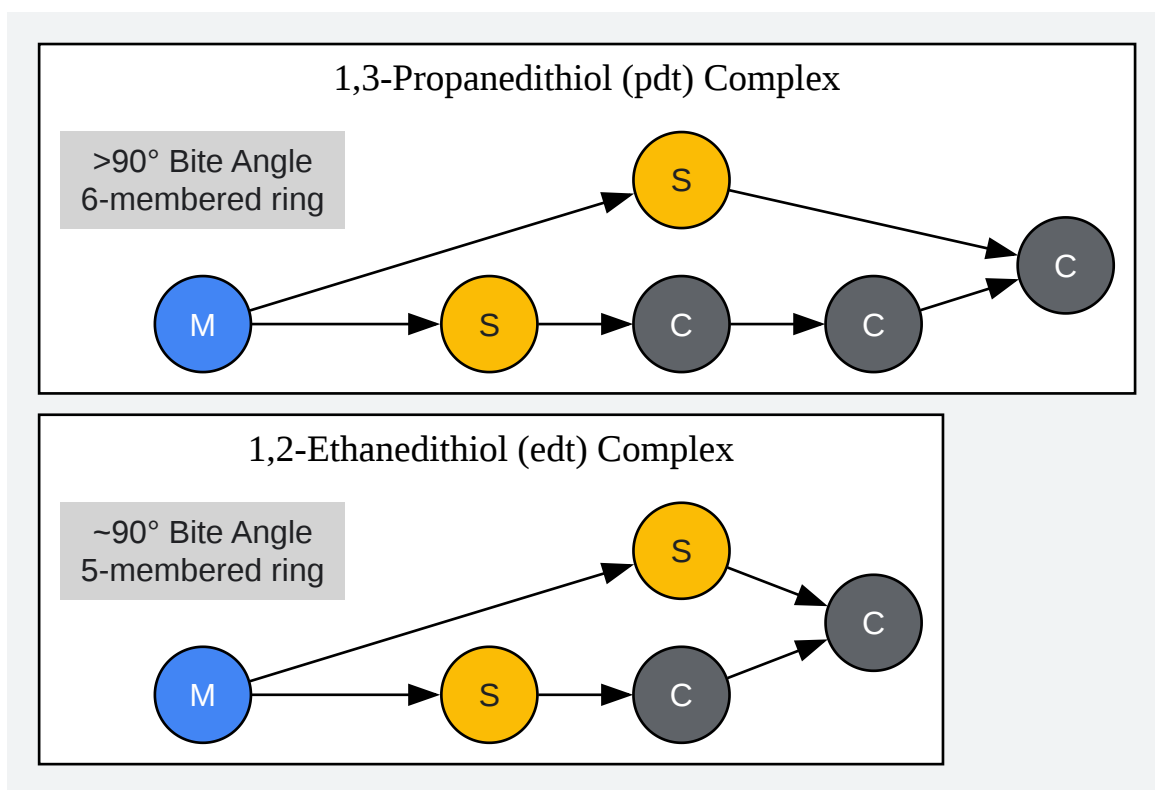 1,3-Propanedithiol (pdt) Complex
>90° Bite Angle
6-membered ring
S
C
M
S
C
C
1,2-Ethanedithiol (edt) Complex
~90° Bite Angle
5-membered ring
S
C
M
S
C